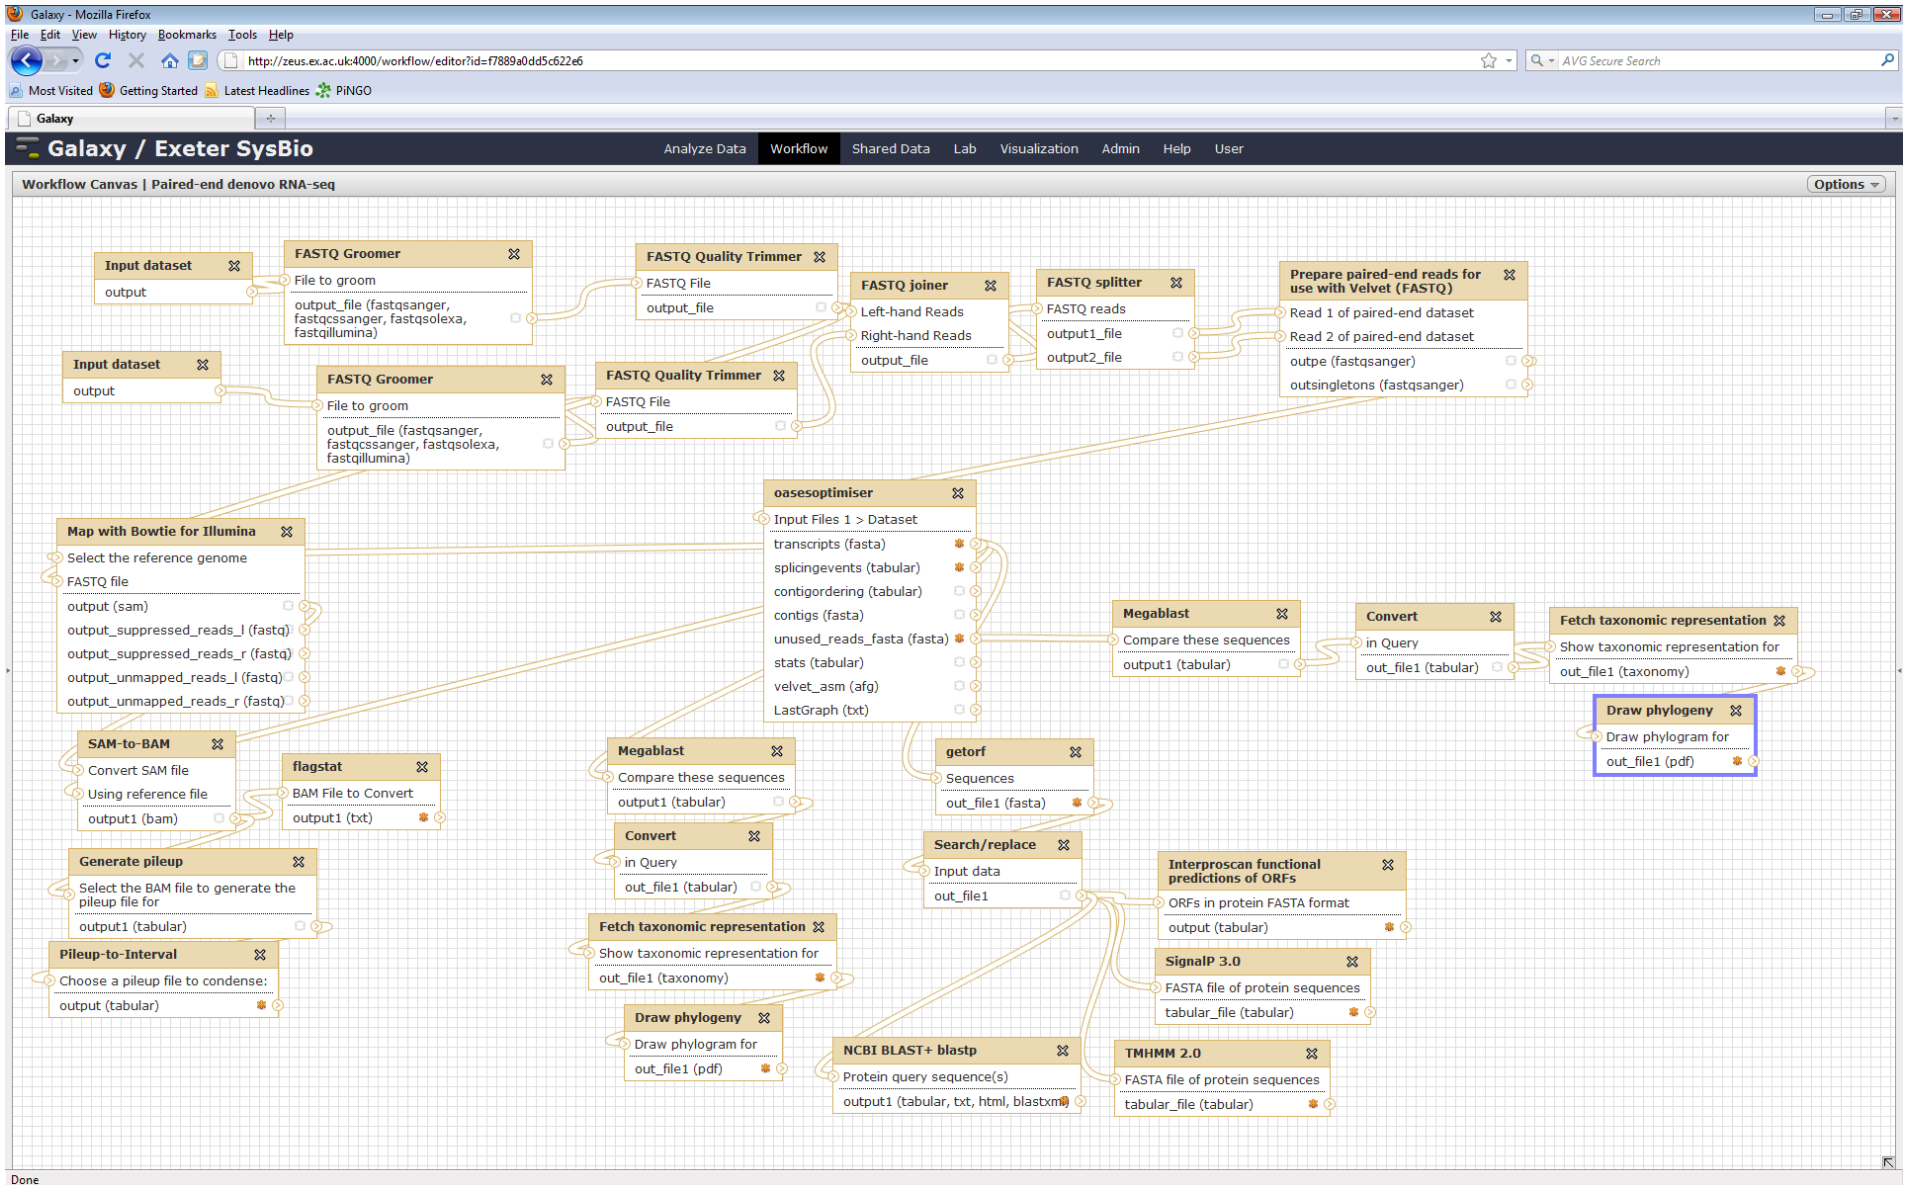 Galaxy - Mozilla Firefox
File Edit View History Bookmarks Tools Help
http://zeus.ex.ac.uk:4000/workflow/editor?id=f7889a0dd5c622e6
AVG Secure Search
Most Visited Getting Started Latest Headlines PiNGO
Galaxy
Galaxy / Exeter SysBio
Analyze Data Workflow Shared Data Lab Visualization Admin Help User
Workflow Canvas | Paired-end denovo RNA-seq
Options
Input dataset
output
FASTQ Groomer
File to groom
output_file (fastqsanger,
fastqcssanger, fastqsolexa,
fastqillumina)
FASTQ Quality Trimmer
FASTQ File
output_file
FASTQ joiner
Left-hand Reads
Right-hand Reads
output_file
FASTQ splitter
FASTQ reads
output1_file
output2_file
Prepare paired-end reads for
use with Velvet (FASTQ)
Read 1 of paired-end dataset
Read 2 of paired-end dataset
outpe (fastqsanger)
outsingletons (fastqsanger)
Input dataset
output
FASTQ Groomer
File to groom
output_file (fastqsanger,
fastqcssanger, fastqsolexa,
fastqillumina)
FASTQ Quality Trimmer
FASTQ File
output_file
oasesoptimiser
Input Files 1 > Dataset
transcripts (fasta)
splicingevents (tabular)
contigordering (tabular)
contigs (fasta)
unused_reads_fasta (fasta)
stats (tabular)
velvet_asm (afg)
LastGraph (txt)
Map with Bowtie for Illumina
Select the reference genome
FASTQ file
output (sam)
output_suppressed_reads_l (fastq)
output_suppressed_reads_r (fastq)
output_unmapped_reads_l (fastq)
output_unmapped_reads_r (fastq)
Megablast
Compare these sequences
output1 (tabular)
Convert
in Query
out_file1 (tabular)
Fetch taxonomic representation
Show taxonomic representation for
out_file1 (taxonomy)
Draw phylogeny
Draw phylogram for
out_file1 (pdf)
SAM-to-BAM
Convert SAM file
Using reference file
output1 (bam)
flagstat
BAM File to Convert
output1 (txt)
Megablast
Compare these sequences
output1 (tabular)
getorf
Sequences
out_file1 (fasta)
Generate pileup
Select the BAM file to generate the
pileup file for
output1 (tabular)
Convert
in Query
out_file1 (tabular)
Search/replace
Input data
out_file1
Interproscan functional
predictions of ORFs
ORFs in protein FASTA format
output (tabular)
Pileup-to-Interval
Choose a pileup file to condense:
output (tabular)
Fetch taxonomic representation
Show taxonomic representation for
out_file1 (taxonomy)
SignalP 3.0
FASTA file of protein sequences
tabular_file (tabular)
Draw phylogeny
Draw phylogram for
out_file1 (pdf)
NCBI BLAST+ blastp
Protein query sequence(s)
output1 (tabular, txt, html, blastxml)
TMHMM 2.0
FASTA file of protein sequences
tabular_file (tabular)
Done